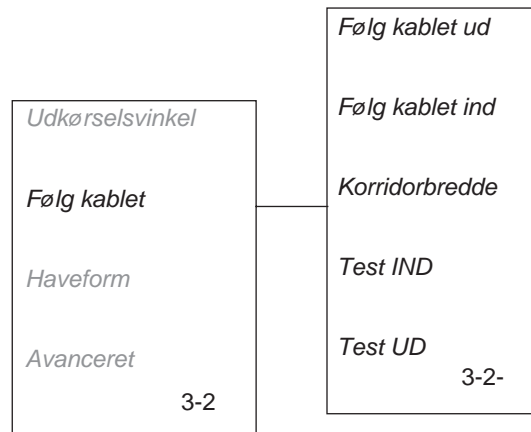 Udkørselsvinkel
Følg kablet
Haveform
Avanceret
3-2
Følg kablet ud
Følg kablet ind
Korridorbredde
Test IND
Test UD
3-2-